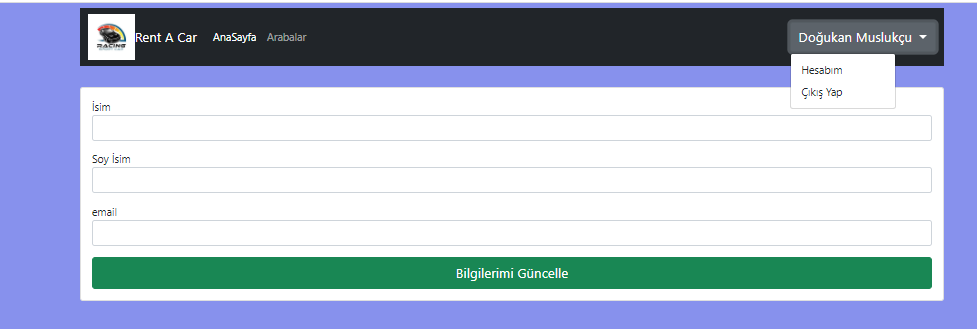 RACING
Rent A Car AnaSayfa Arabalar Doğukan Muslukçu
Hesabım
Çıkış Yap
İsim
Soy İsim
email
Bilgilerimi Güncelle